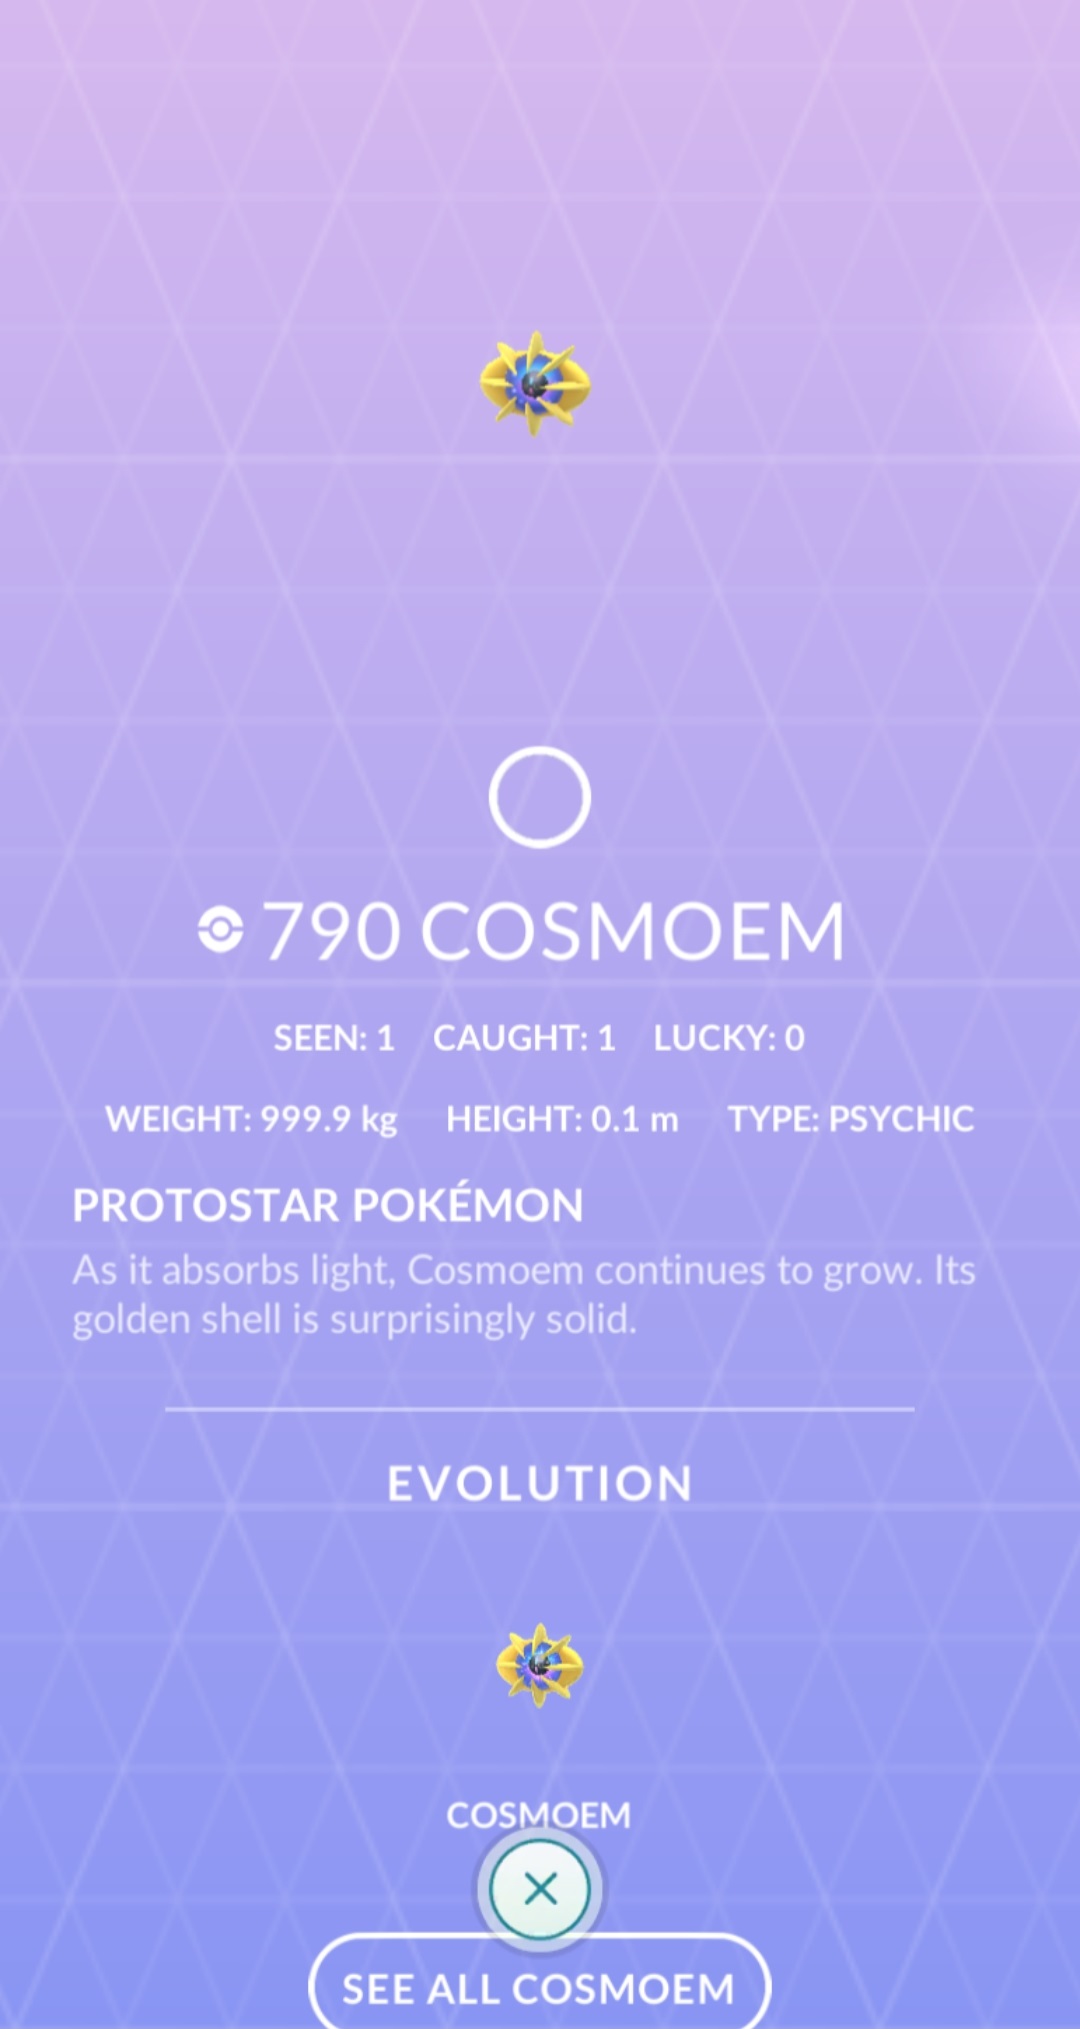 790 COSMOEM
SEEN: 1 CAUGHT: 1 LUCKY: 0
WEIGHT: 999.9 kg HEIGHT: 0.1 m TYPE: PSYCHIC
PROTOSTAR POKÉMON
As it absorbs light, Cosmoem continues to grow. Its
golden shell is surprisingly solid.
EVOLUTION
COSMOEM
SEE ALL COSMOEM